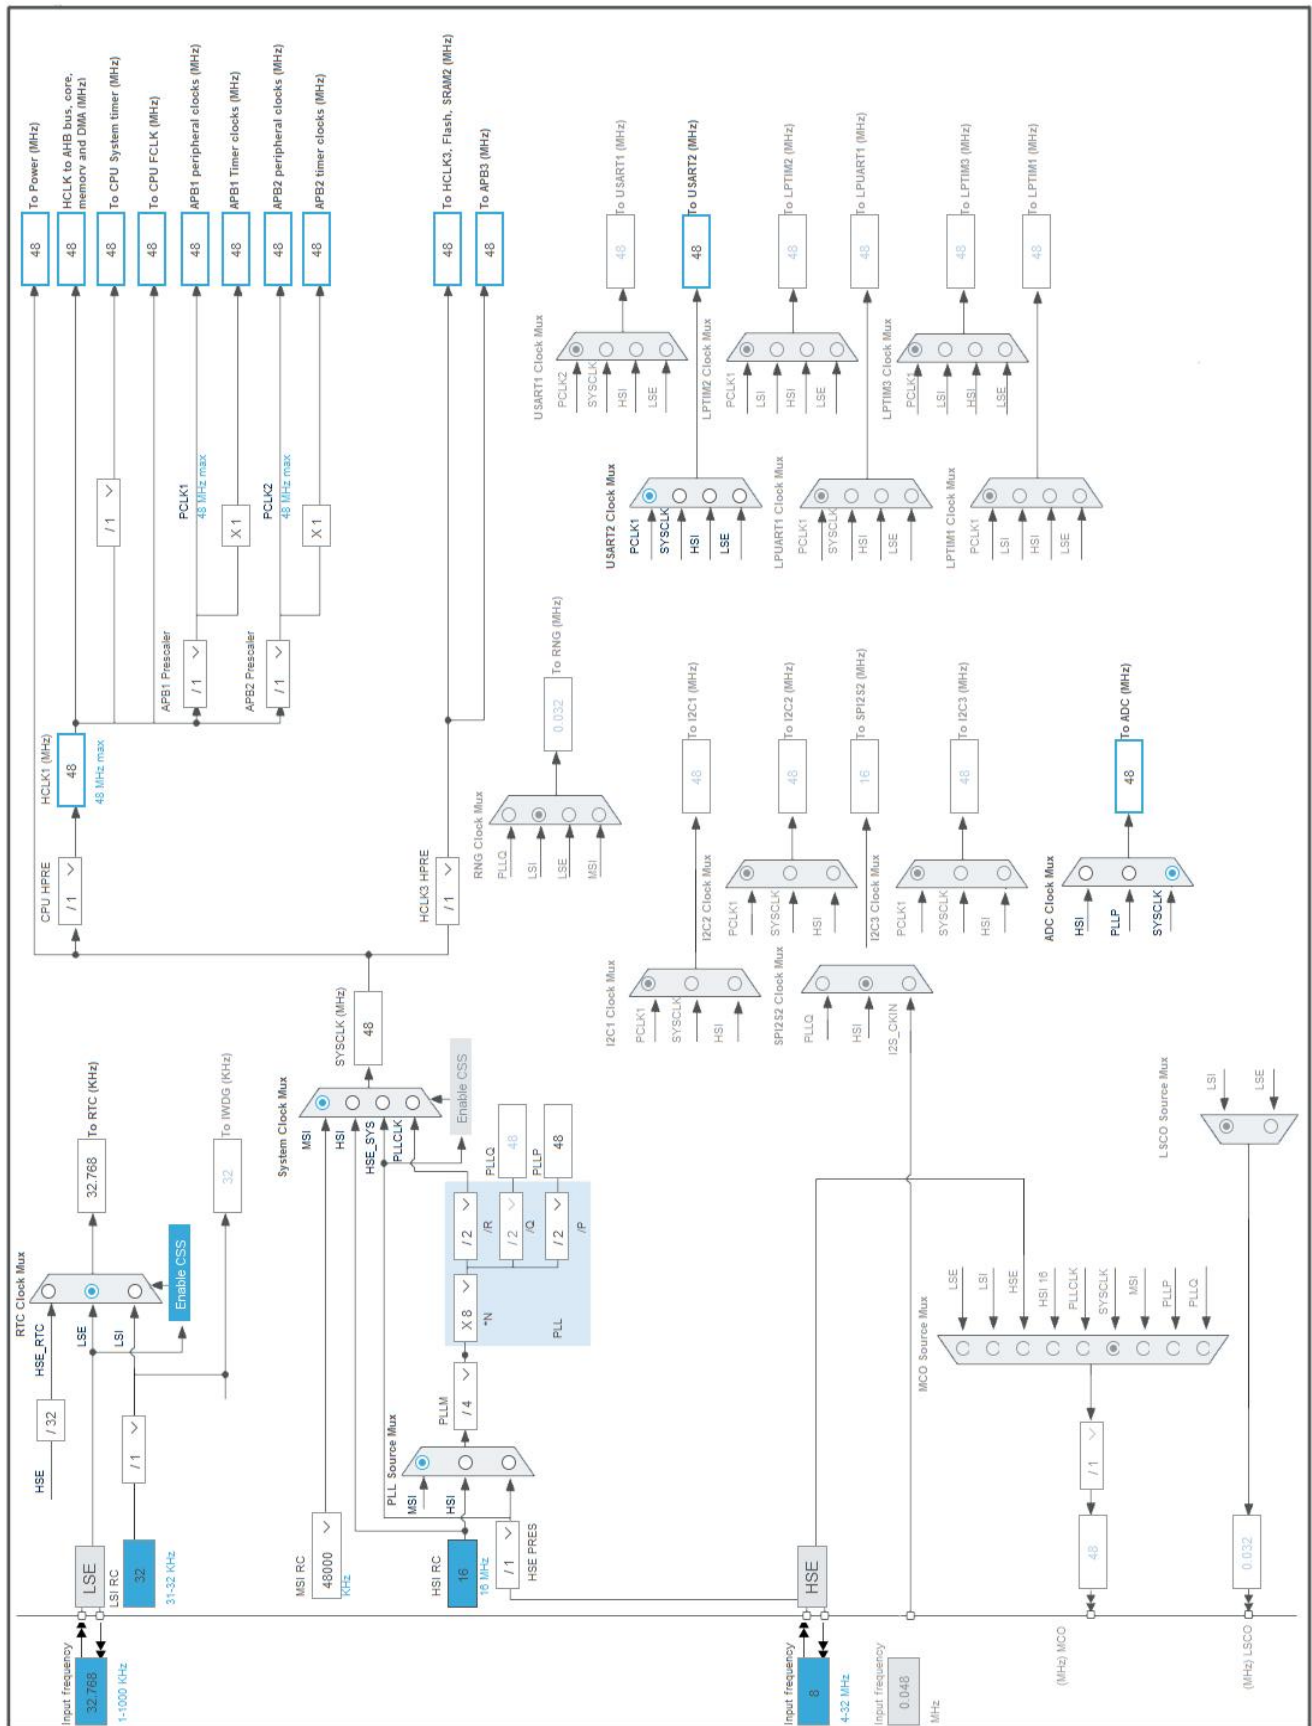 Input frequency
32.768
1-1000 KHz
LSE
LSI RC
32
31-32 KHz
HSE
/ 32
HSE_RTC
/ 1
RTC Clock Mux
LSE
LSI
Enable CSS
32.768
To RTC (KHz)
32
To IWDG (KHz)
MSI RC
48000
KHz
HSI RC
16
16 MHz
/ 1
HSE PRES
PLL Source Mux
MSI
HSI
PLLM
/ 4
X 8
*N
PLL
/ 2
/R
/ 2
/Q
/ 2
/P
PLLQ
48
PLLP
48
System Clock Mux
MSI
HSI
HSE_SYS
PLLCLK
Enable CSS
SYSCLK (MHz)
48
CPU HPRE
/ 1
HCLK1 (MHz)
48
48 MHz max
HCLK3 HPRE
/ 1
APB1 Prescaler
/ 1
APB2 Prescaler
/ 1
/ 1
PCLK1
48 MHz max
X 1
PCLK2
48 MHz max
X 1
48
To Power (MHz)
48
HCLK to AHB bus, core,
memory and DMA (MHz)
48
To CPU System timer (MHz)
48
To CPU FCLK (MHz)
48
APB1 peripheral clocks (MHz)
48
APB1 Timer clocks (MHz)
48
APB2 peripheral clocks (MHz)
48
APB2 timer clocks (MHz)
48
To HCLK3, Flash, SRAM2 (MHz)
48
To APB3 (MHz)
RNG Clock Mux
PLLQ
LSI
LSE
MSI
0.032
To RNG (MHz)
USART1 Clock Mux
PCLK2
SYSCLK
HSI
LSE
48
To USART1 (MHz)
USART2 Clock Mux
PCLK1
SYSCLK
HSI
LSE
48
To USART2 (MHz)
LPTIM2 Clock Mux
PCLK1
LSI
HSI
LSE
48
To LPTIM2 (MHz)
LPUART1 Clock Mux
PCLK1
SYSCLK
HSI
LSE
48
To LPUART1 (MHz)
LPTIM3 Clock Mux
PCLK1
LSI
HSI
LSE
48
To LPTIM3 (MHz)
LPTIM1 Clock Mux
PCLK1
LSI
HSI
LSE
48
To LPTIM1 (MHz)
I2C1 Clock Mux
PCLK1
SYSCLK
HSI
48
To I2C1 (MHz)
I2C2 Clock Mux
PCLK1
SYSCLK
HSI
48
To I2C2 (MHz)
SPI2S2 Clock Mux
PLLQ
HSI
I2S_CKIN
16
To SPI2S2 (MHz)
I2C3 Clock Mux
PCLK1
SYSCLK
HSI
48
To I2C3 (MHz)
ADC Clock Mux
HSI
PLLP
SYSCLK
48
To ADC (MHz)
Input frequency
8
4-32 MHz
HSE
Input frequency
0.048
MHz
MCO Source Mux
LSE
LSI
HSE
HSI 16
PLLCLK
SYSCLK
MSI
PLLP
PLLQ
/ 1
48
(MHz) MCO
LSCO Source Mux
LSI
LSE
0.032
(MHz) LSCO